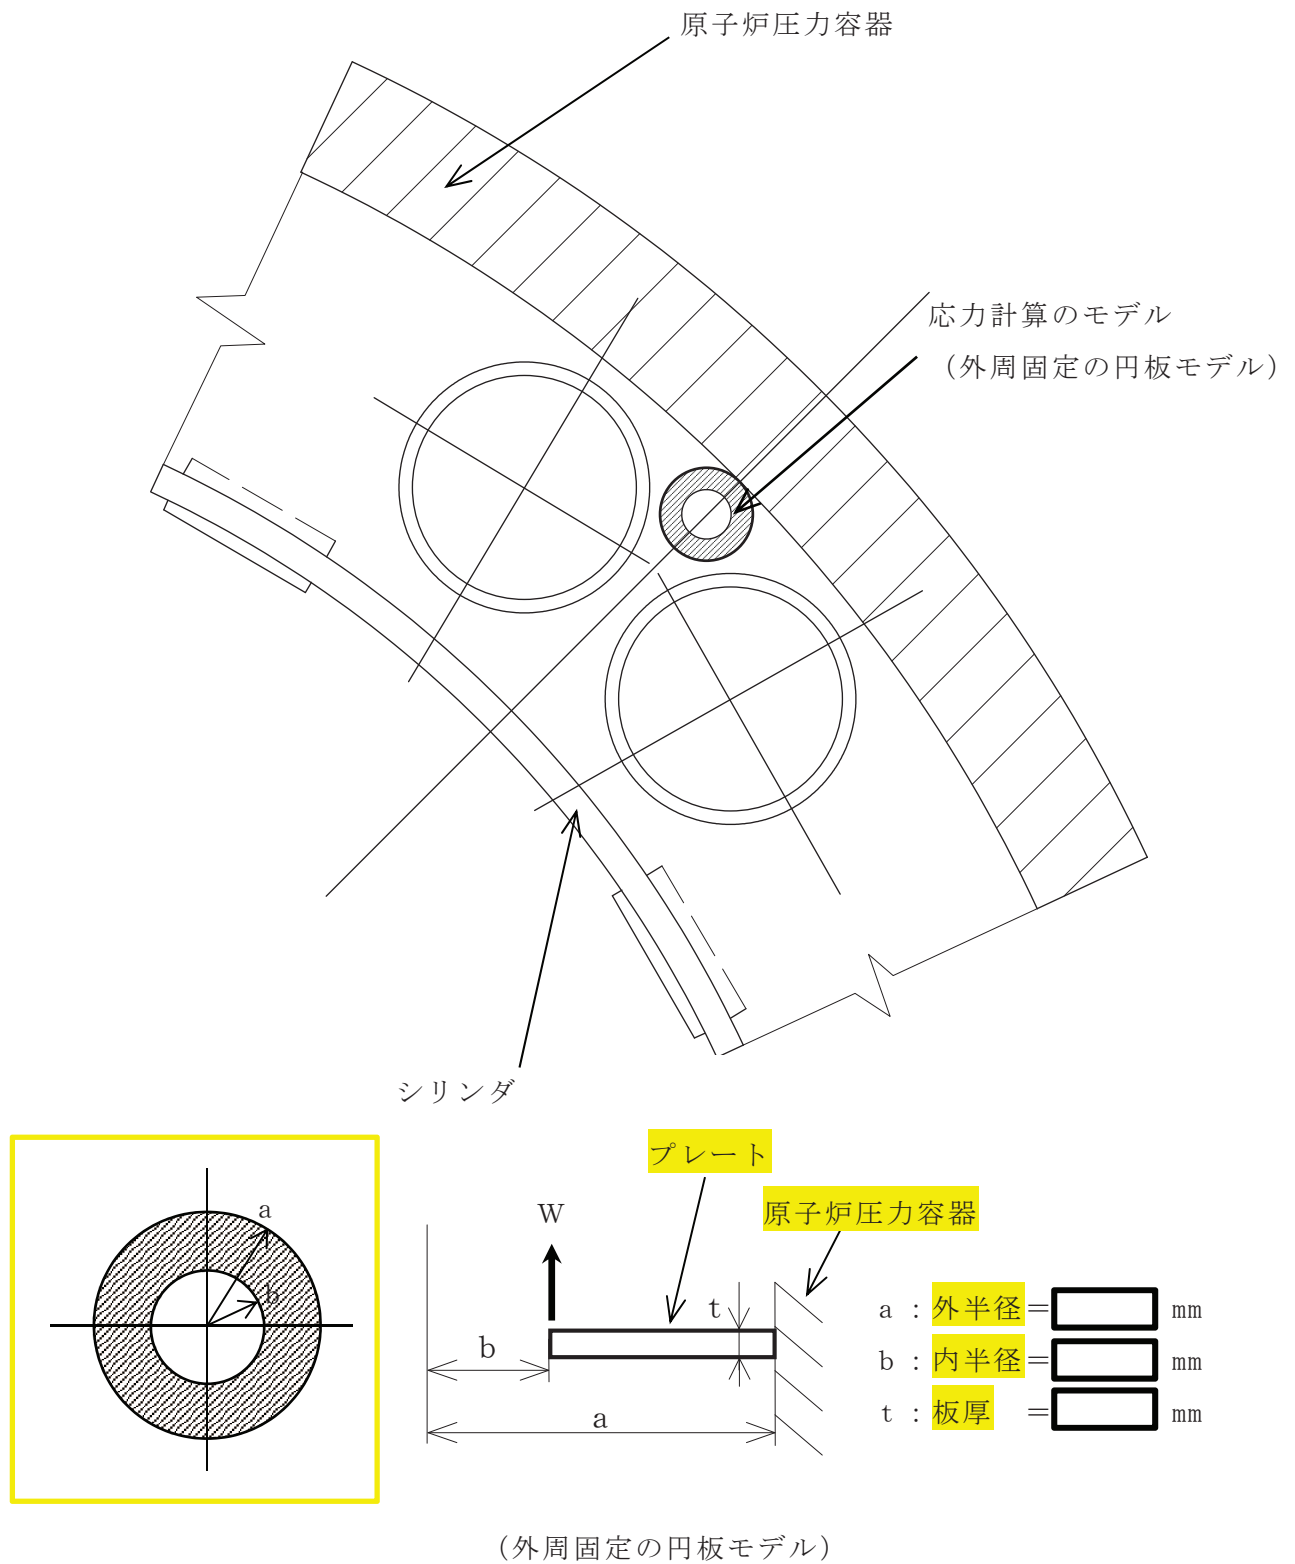 原子炉圧力容器
応力計算のモデル
（外周固定の円板モデル）
シリンダ
プレート
原子炉圧力容器
W
a
b
t
b
a
a : 外半径= mm
b : 内半径= mm
t : 板厚 = mm
（外周固定の円板モデル）